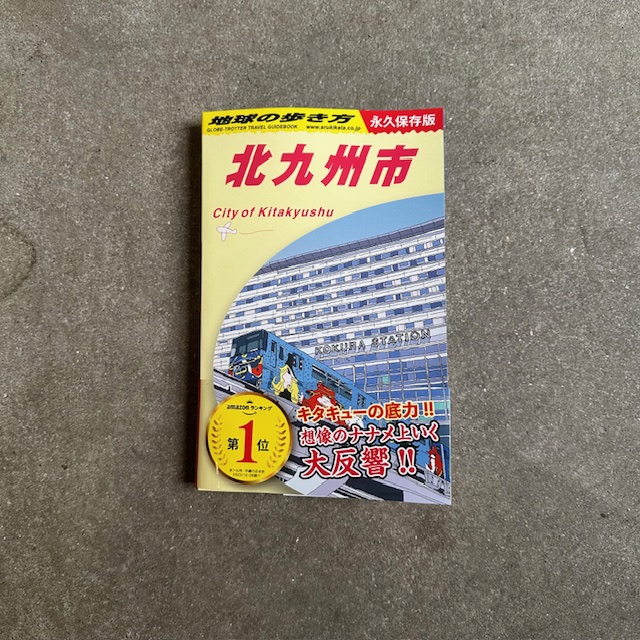 地球の歩き方
永久保存版
GLOBE-TROTTER TRAVEL GUIDEBOOK
www.arukikata.co.jp
北九州市
City of Kitakyushu
KOKURA STATION
amazonランキング
第1位
キタキューの底力!!
想像のナナメ上いく
大反響!!